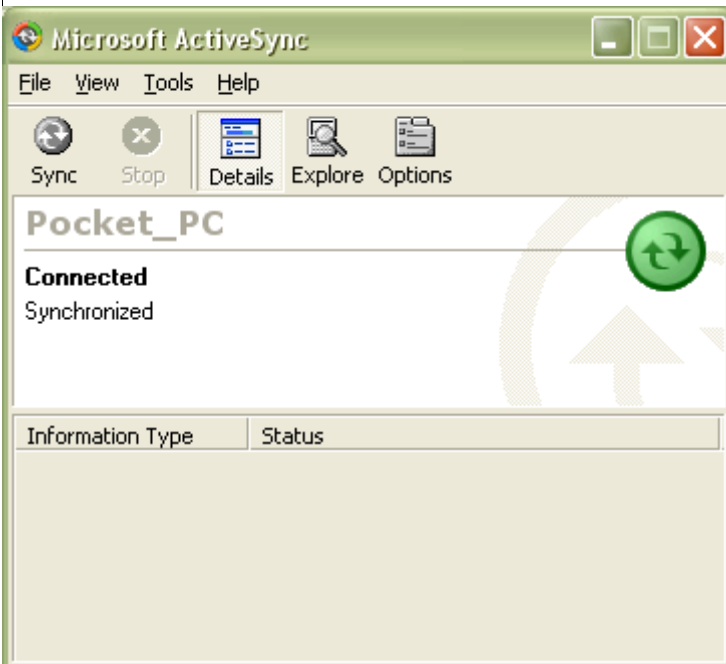 Microsoft ActiveSync
File View Tools Help
Sync Stop Details Explore Options
Pocket_PC
Connected
Synchronized
Information Type Status